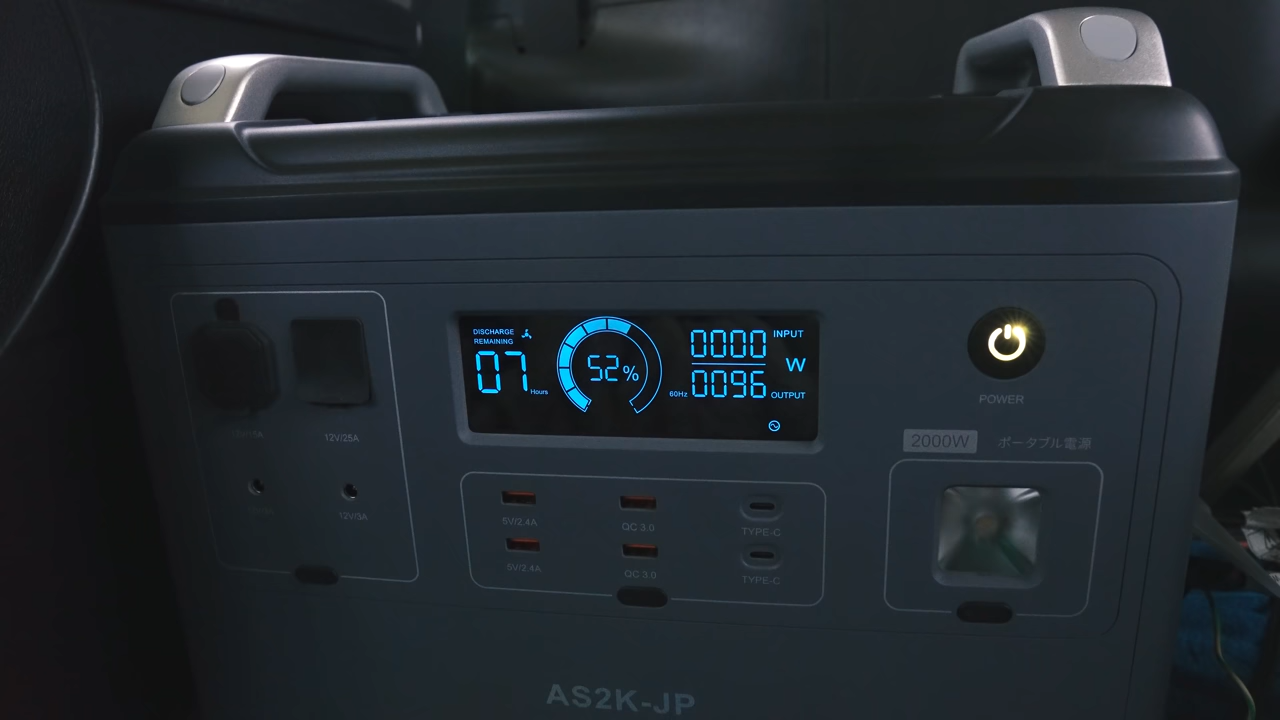 DISCHARGE
REMAINING
07 Hours
52%
0000 INPUT
W
60Hz 0096 OUTPUT
POWER
2000W ポータブル電源
12V/25A
12V/3A
5V/2.4A QC 3.0 TYPE-C
5V/2.4A QC 3.0 TYPE-C
AS2K-JP